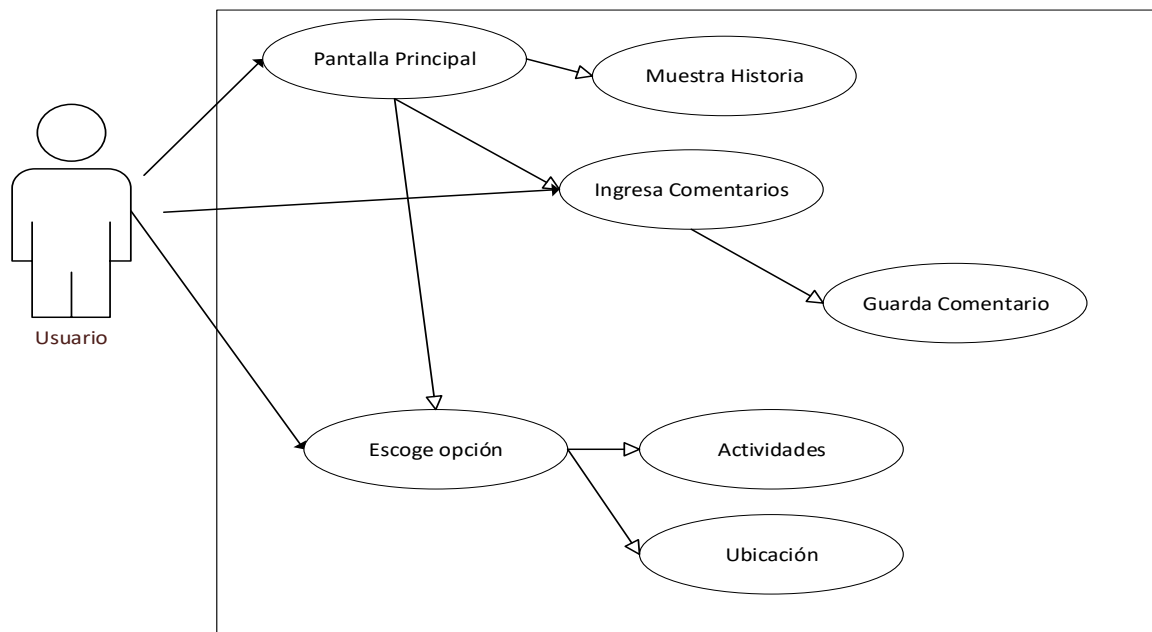 Pantalla Principal
Muestra Historia
Ingresa Comentarios
Guarda Comentario
Usuario
Escoge opción
Actividades
Ubicación